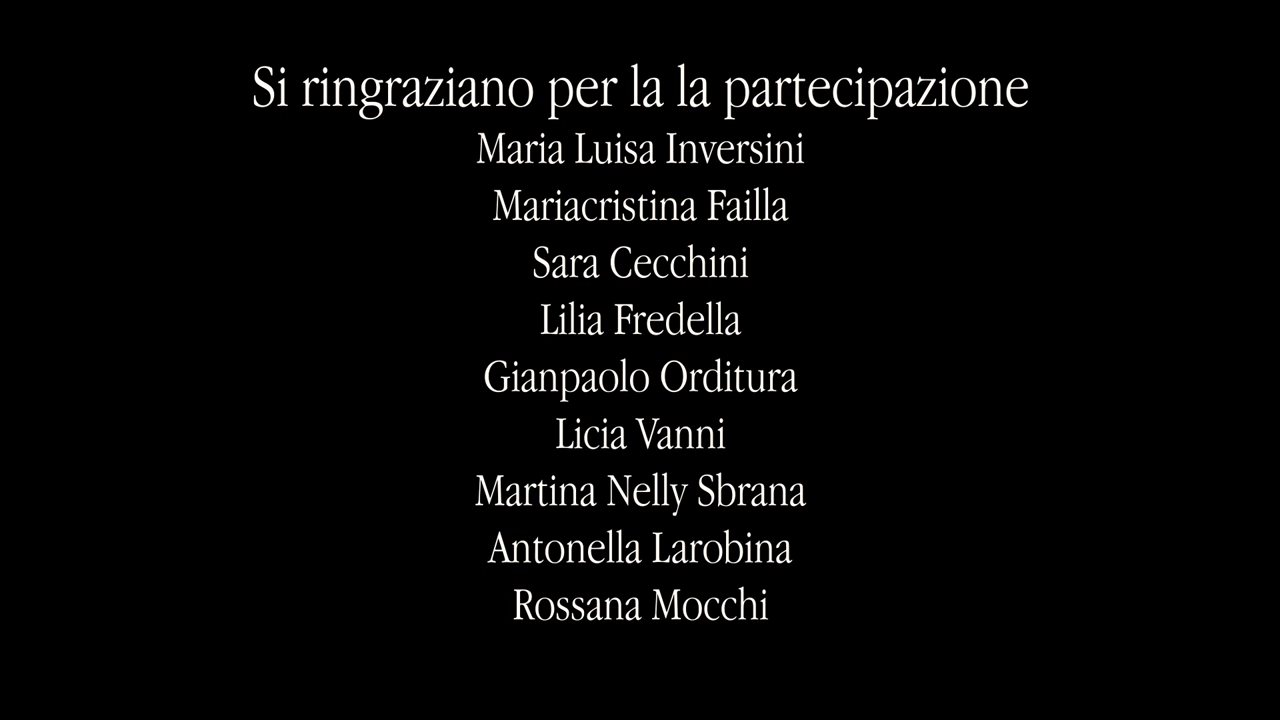 Si ringraziano per la la partecipazione
Maria Luisa Inversini
Mariacristina Failla
Sara Cecchini
Lilia Fredella
Gianpaolo Orditura
Licia Vanni
Martina Nelly Sbrana
Antonella Larobina
Rossana Mocchi